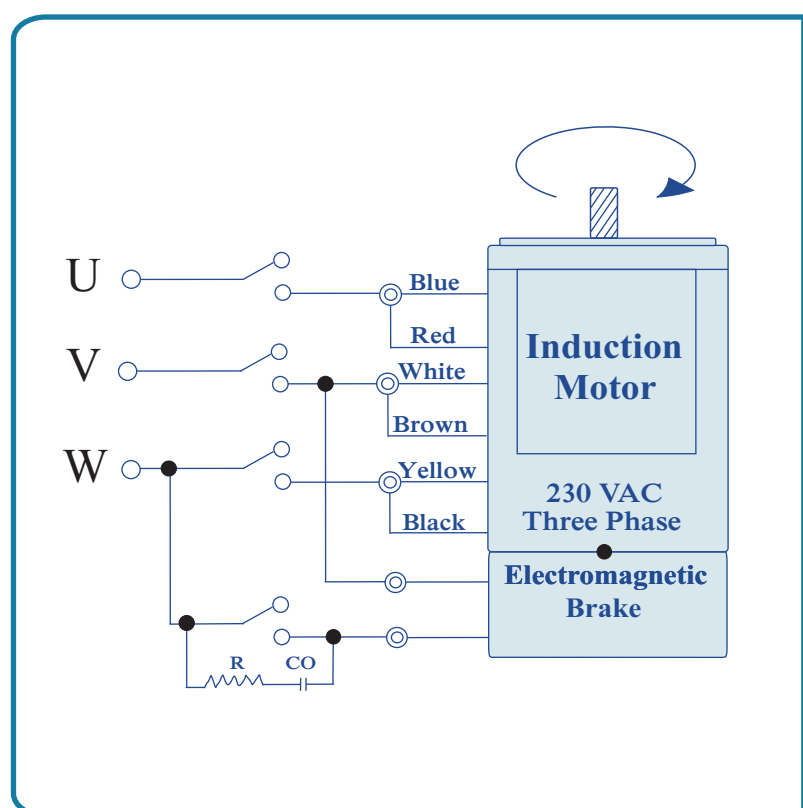 U
Blue
Red
V
White
Brown
W
Yellow
Black
Induction
Motor
230 VAC
Three Phase
Electromagnetic
Brake
R
CO